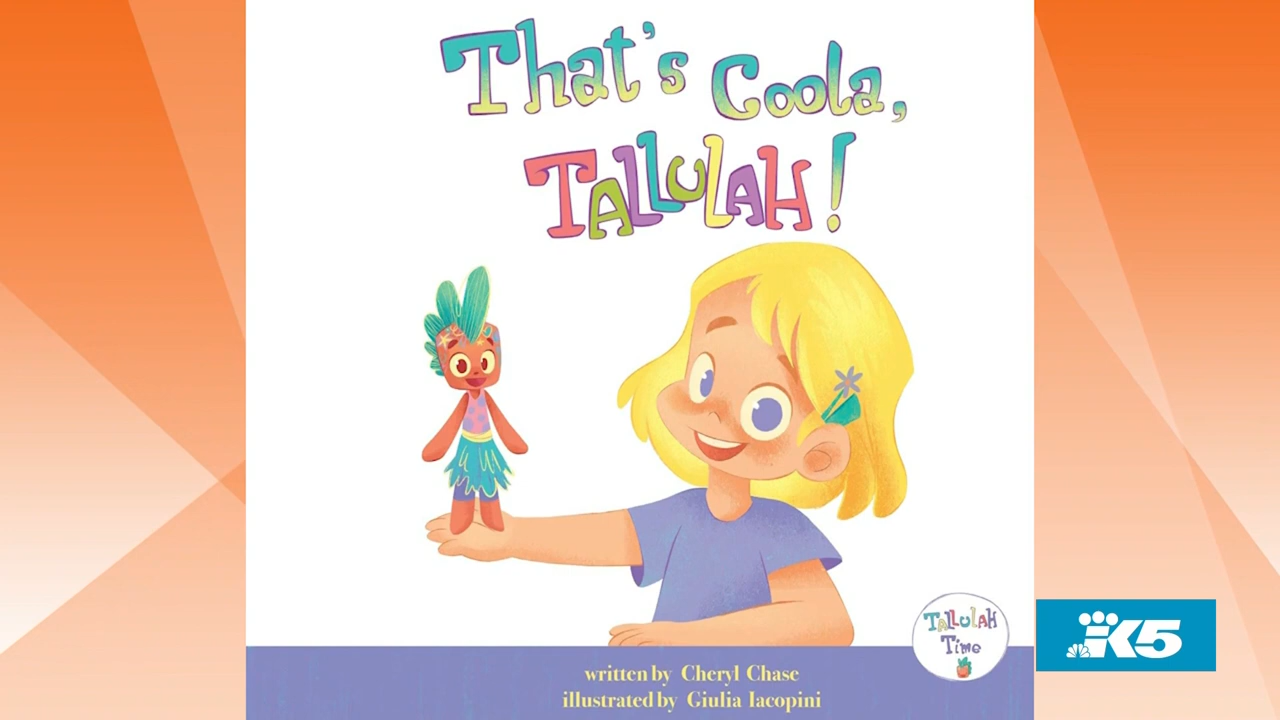 That's Coola,
TALLULAH!
TALLULAH
Time
written by Cheryl Chase
illustrated by Giulia Iacopini
K5